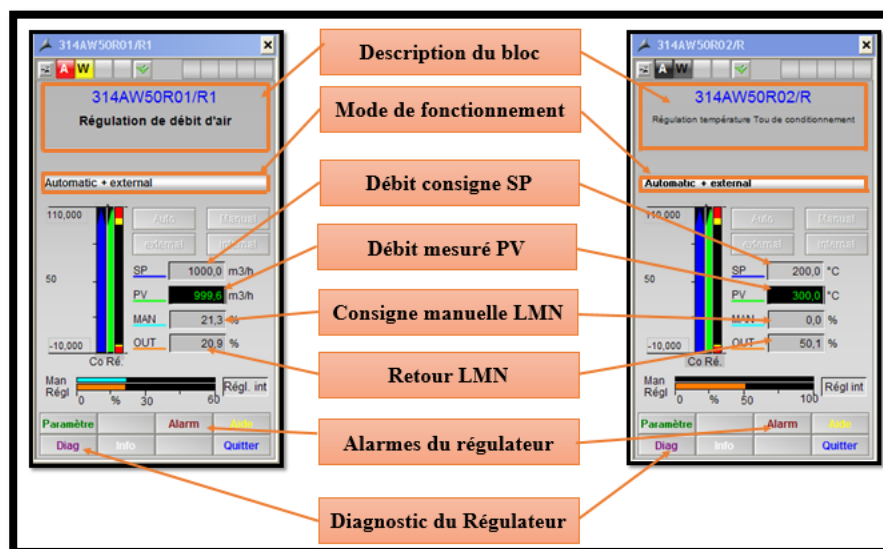 314AW50R01/R1
A W
314AW50R01/R1
Régulation de débit d'air
Automatic + external
110,000
Auto Manual
external internal
50
SP 1000,0 m3/h
PV 999,6 m3/h
MAN 21,3 %
OUT 20,9 %
-10,000
Co Ré.
Man
Régl
0 % 30 60
Régl. int
Paramètre Alarm Aide
Diag Info Quitter
Description du bloc
Mode de fonctionnement
Débit consigne SP
Débit mesuré PV
Consigne manuelle LMN
Retour LMN
Alarmes du régulateur
Diagnostic du Régulateur
314AW50R02/R
A W
314AW50R02/R
Régulation température Tou de conditionnement
Automatic + external
110,000
Auto Manual
external internal
50
SP 200,0 °C
PV 300,0 °C
MAN 0,0 %
OUT 50,1 %
-10,000
Co Ré.
Man
Régl
0 % 50 100
Régl int
Paramètre Alarm Aide
Diag Info Quitter